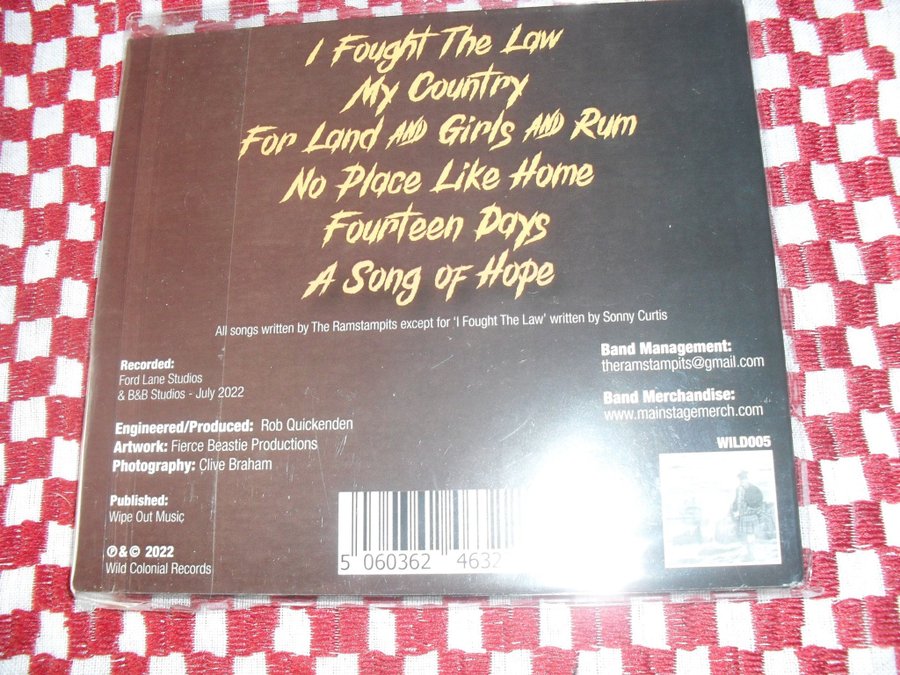 I Fought The Law
My Country
For Land AND Girls AND Rum
No Place Like Home
Fourteen Days
A Song of Hope
All songs written by The Ramstampits except for 'I Fought The Law' written by Sonny Curtis
Recorded:
Ford Lane Studios
& B&B Studios - July 2022
Engineered/Produced: Rob Quickenden
Artwork: Fierce Beastie Productions
Photography: Clive Braham
Published:
Wipe Out Music
℗ & © 2022
Wild Colonial Records
Band Management:
theramstampits@gmail.com
Band Merchandise:
www.mainstagemerch.com
WILD005
5 060362 4632